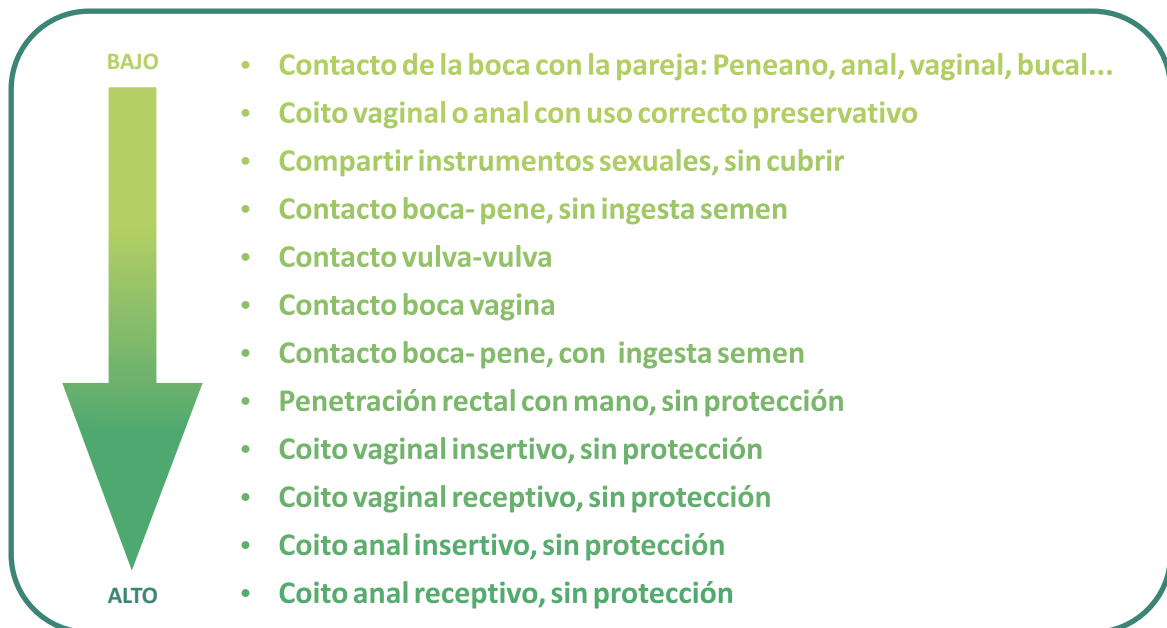 BAJO
• Contacto de la boca con la pareja: Peneano, anal, vaginal, bucal...
• Coito vaginal o anal con uso correcto preservativo
• Compartir instrumentos sexuales, sin cubrir
• Contacto boca- pene, sin ingesta semen
• Contacto vulva-vulva
• Contacto boca vagina
• Contacto boca- pene, con  ingesta semen
• Penetración rectal con mano, sin protección
• Coito vaginal insertivo, sin protección
• Coito vaginal receptivo, sin protección
• Coito anal insertivo, sin protección
ALTO
• Coito anal receptivo, sin protección